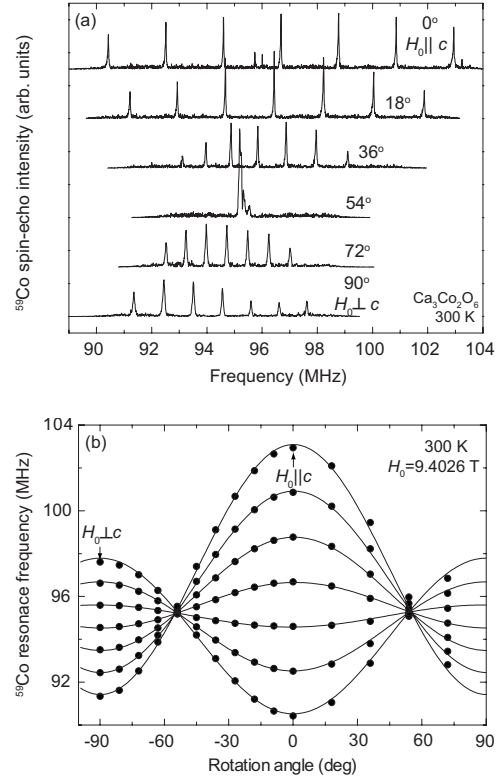 (a)
0°
H₀|| c
18°
36°
54°
72°
90°
H₀⊥ c
Ca₃Co₂O₆
300 K
⁵⁹Co spin-echo intensity (arb. units)
90 92 94 96 98 100 102 104
Frequency (MHz)
(b)
104
100
96
92
300 K
H₀=9.4026 T
H₀||c
H₀⊥c
⁵⁹Co resonace frequency (MHz)
-90 -60 -30 0 30 60 90
Rotation angle (deg)